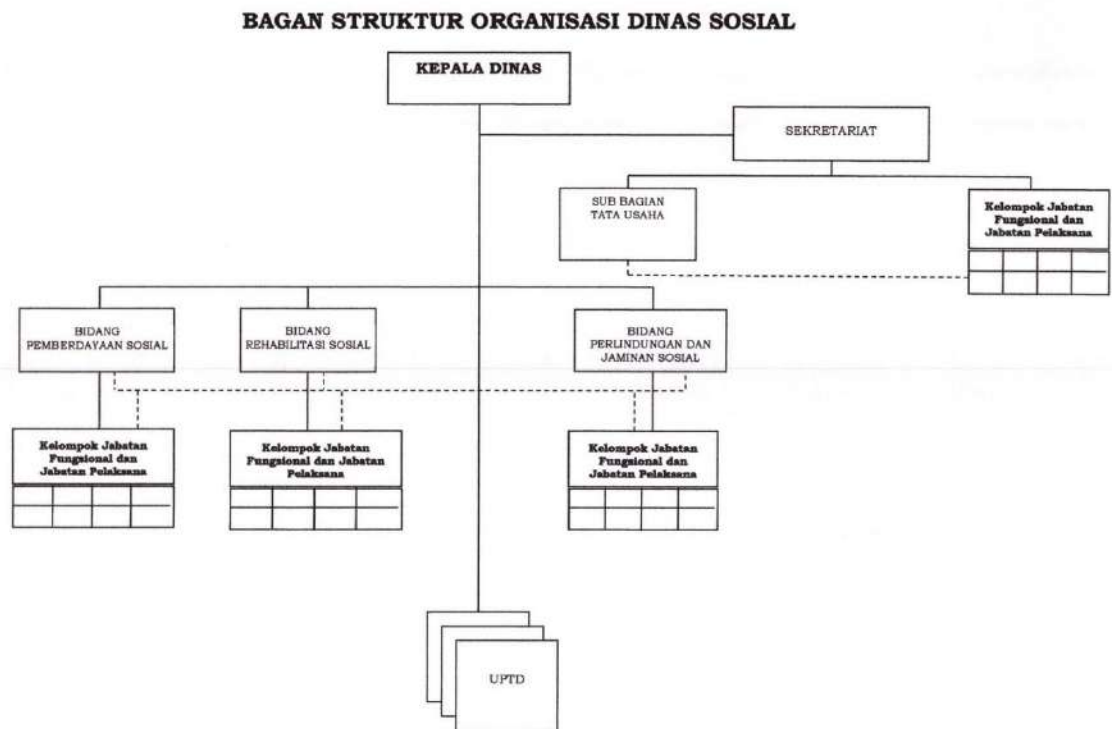 BAGAN STRUKTUR ORGANISASI DINAS SOSIAL
KEPALA DINAS
SEKRETARIAT
SUB BAGIAN
TATA USAHA
Kelompok Jabatan
Fungsional dan
Jabatan Pelaksana
BIDANG
PEMBERDAYAAN SOSIAL
BIDANG
REHABILITASI SOSIAL
BIDANG
PERLINDUNGAN DAN
JAMINAN SOSIAL
Kelompok Jabatan
Fungsional dan
Jabatan Pelaksana
Kelompok Jabatan
Fungsional dan Jabatan
Pelaksana
Kelompok Jabatan
Fungsional dan
Jabatan Pelaksana
UPTD